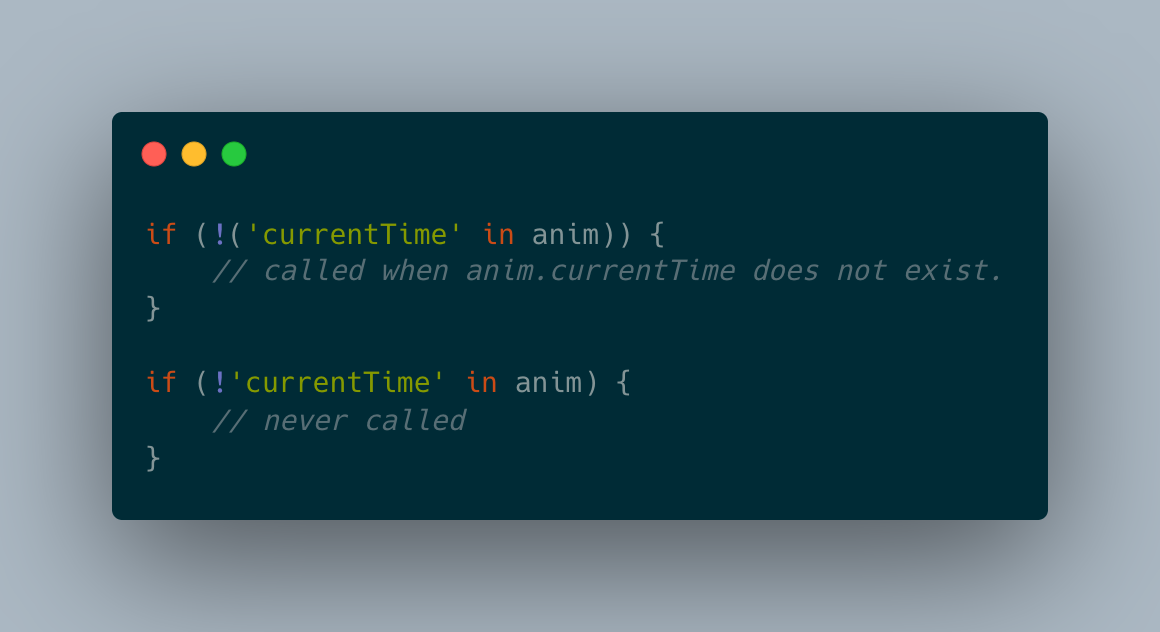 if (!('currentTime' in anim)) {
    // called when anim.currentTime does not exist.
}
if (!'currentTime' in anim) {
    // never called
}